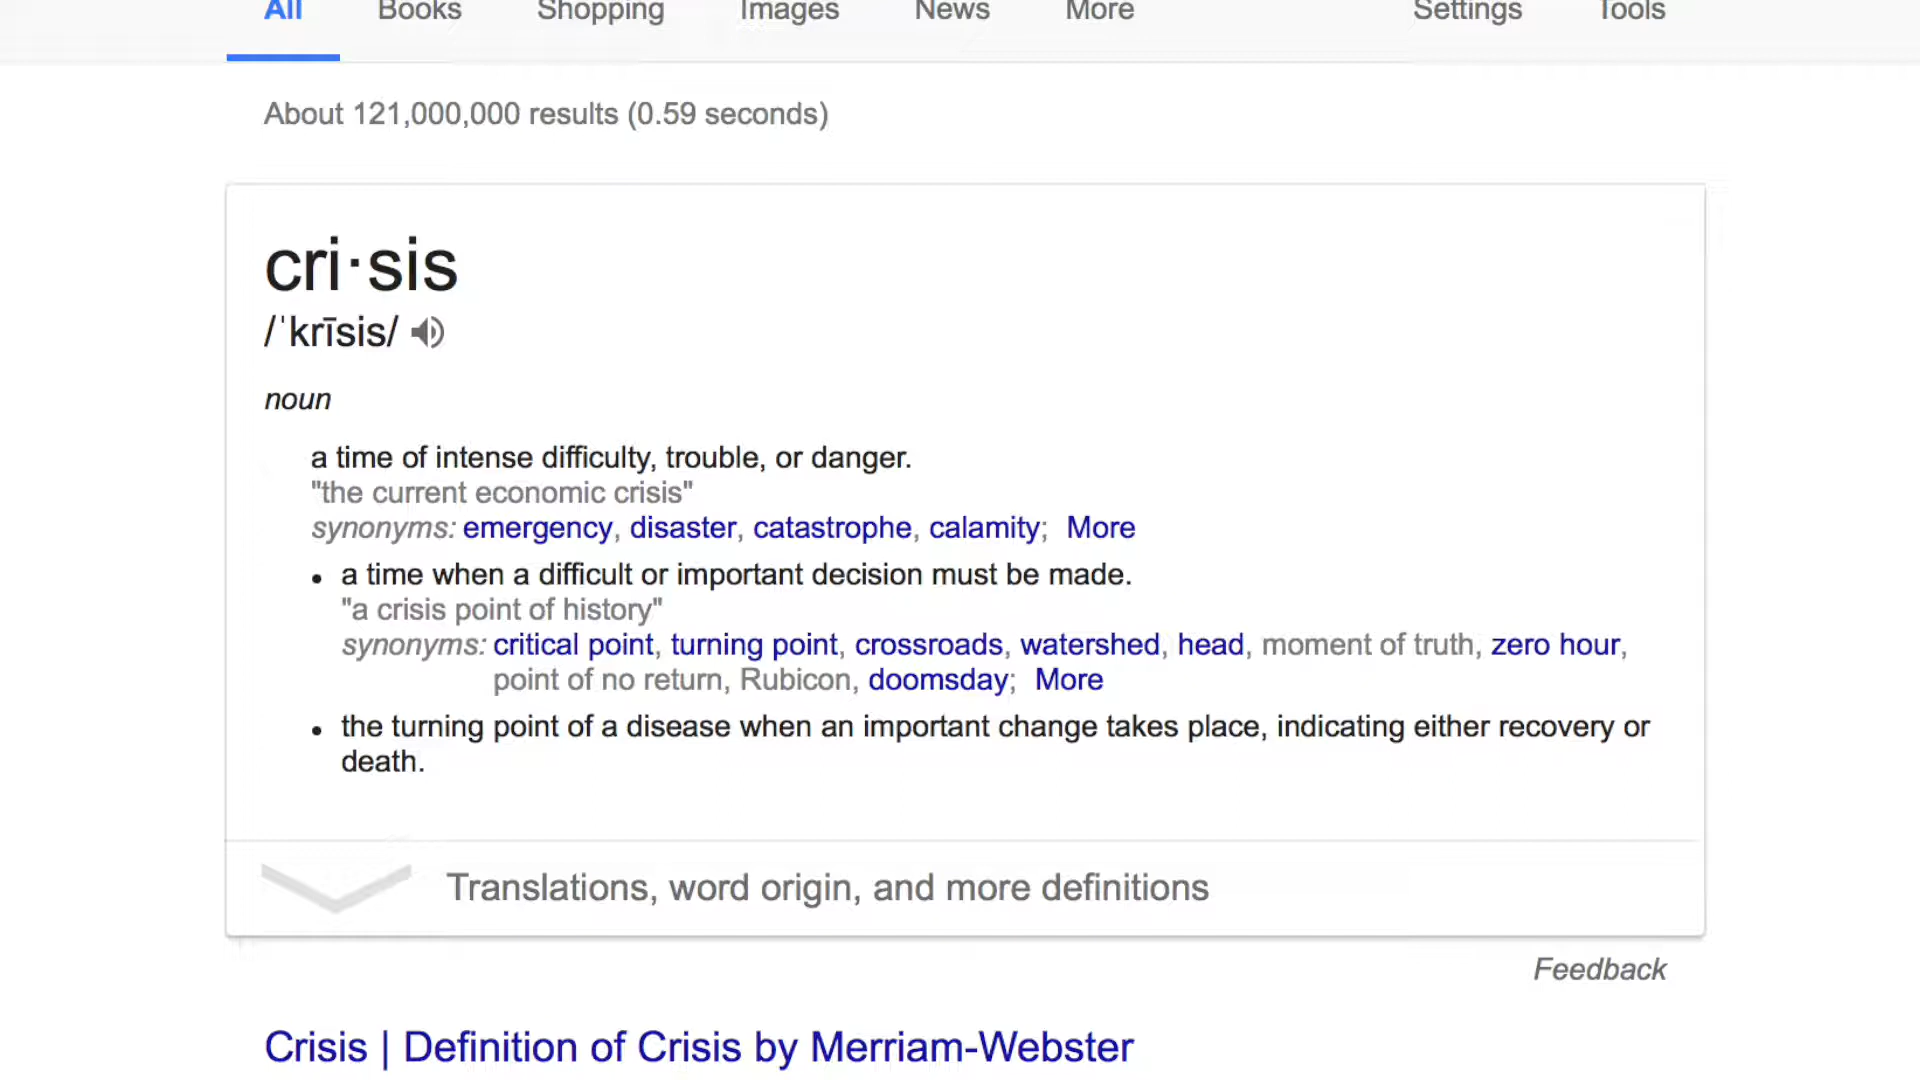 All Books Shopping Images News More Settings Tools
About 121,000,000 results (0.59 seconds)
cri·sis
/ˈkrīsis/
noun
a time of intense difficulty, trouble, or danger.
"the current economic crisis"
synonyms: emergency, disaster, catastrophe, calamity; More
• a time when a difficult or important decision must be made.
"a crisis point of history"
synonyms: critical point, turning point, crossroads, watershed, head, moment of truth, zero hour,
point of no return, Rubicon, doomsday; More
• the turning point of a disease when an important change takes place, indicating either recovery or
death.
Translations, word origin, and more definitions
Feedback
Crisis | Definition of Crisis by Merriam-Webster